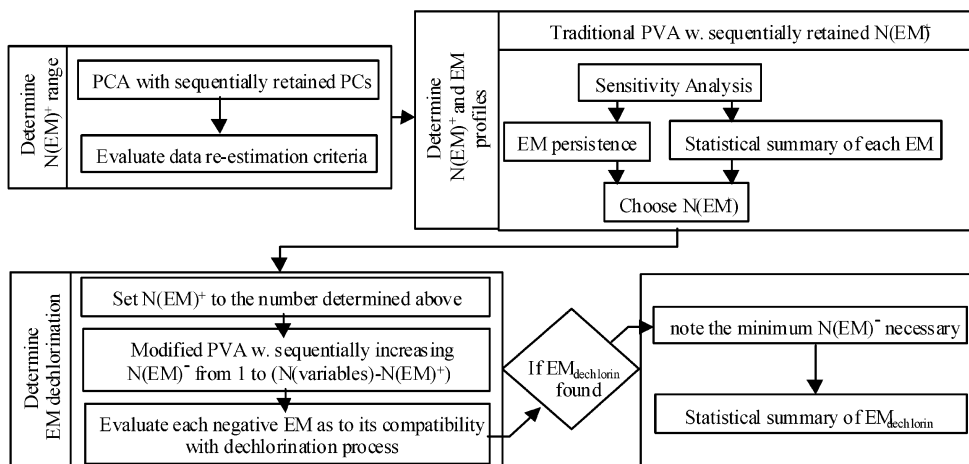 Determine
N(EM)⁺ range
PCA with sequentially retained PCs
Evaluate data re-estimation criteria
Determine
N(EM)⁺ and EM
profiles
Traditional PVA w. sequentially retained N(EM)⁺
Sensitivity Analysis
EM persistence
Statistical summary of each EM
Choose N(EM)
Determine
EM dechlorination
Set N(EM)⁺ to the number determined above
Modified PVA w. sequentially increasing
N(EM)⁻ from 1 to (N(variables)-N(EM)⁺)
Evaluate each negative EM as to its compatibility
with dechlorination process
If EM_dechlorin
found
note the minimum N(EM)⁻ necessary
Statistical summary of EM_dechlorin